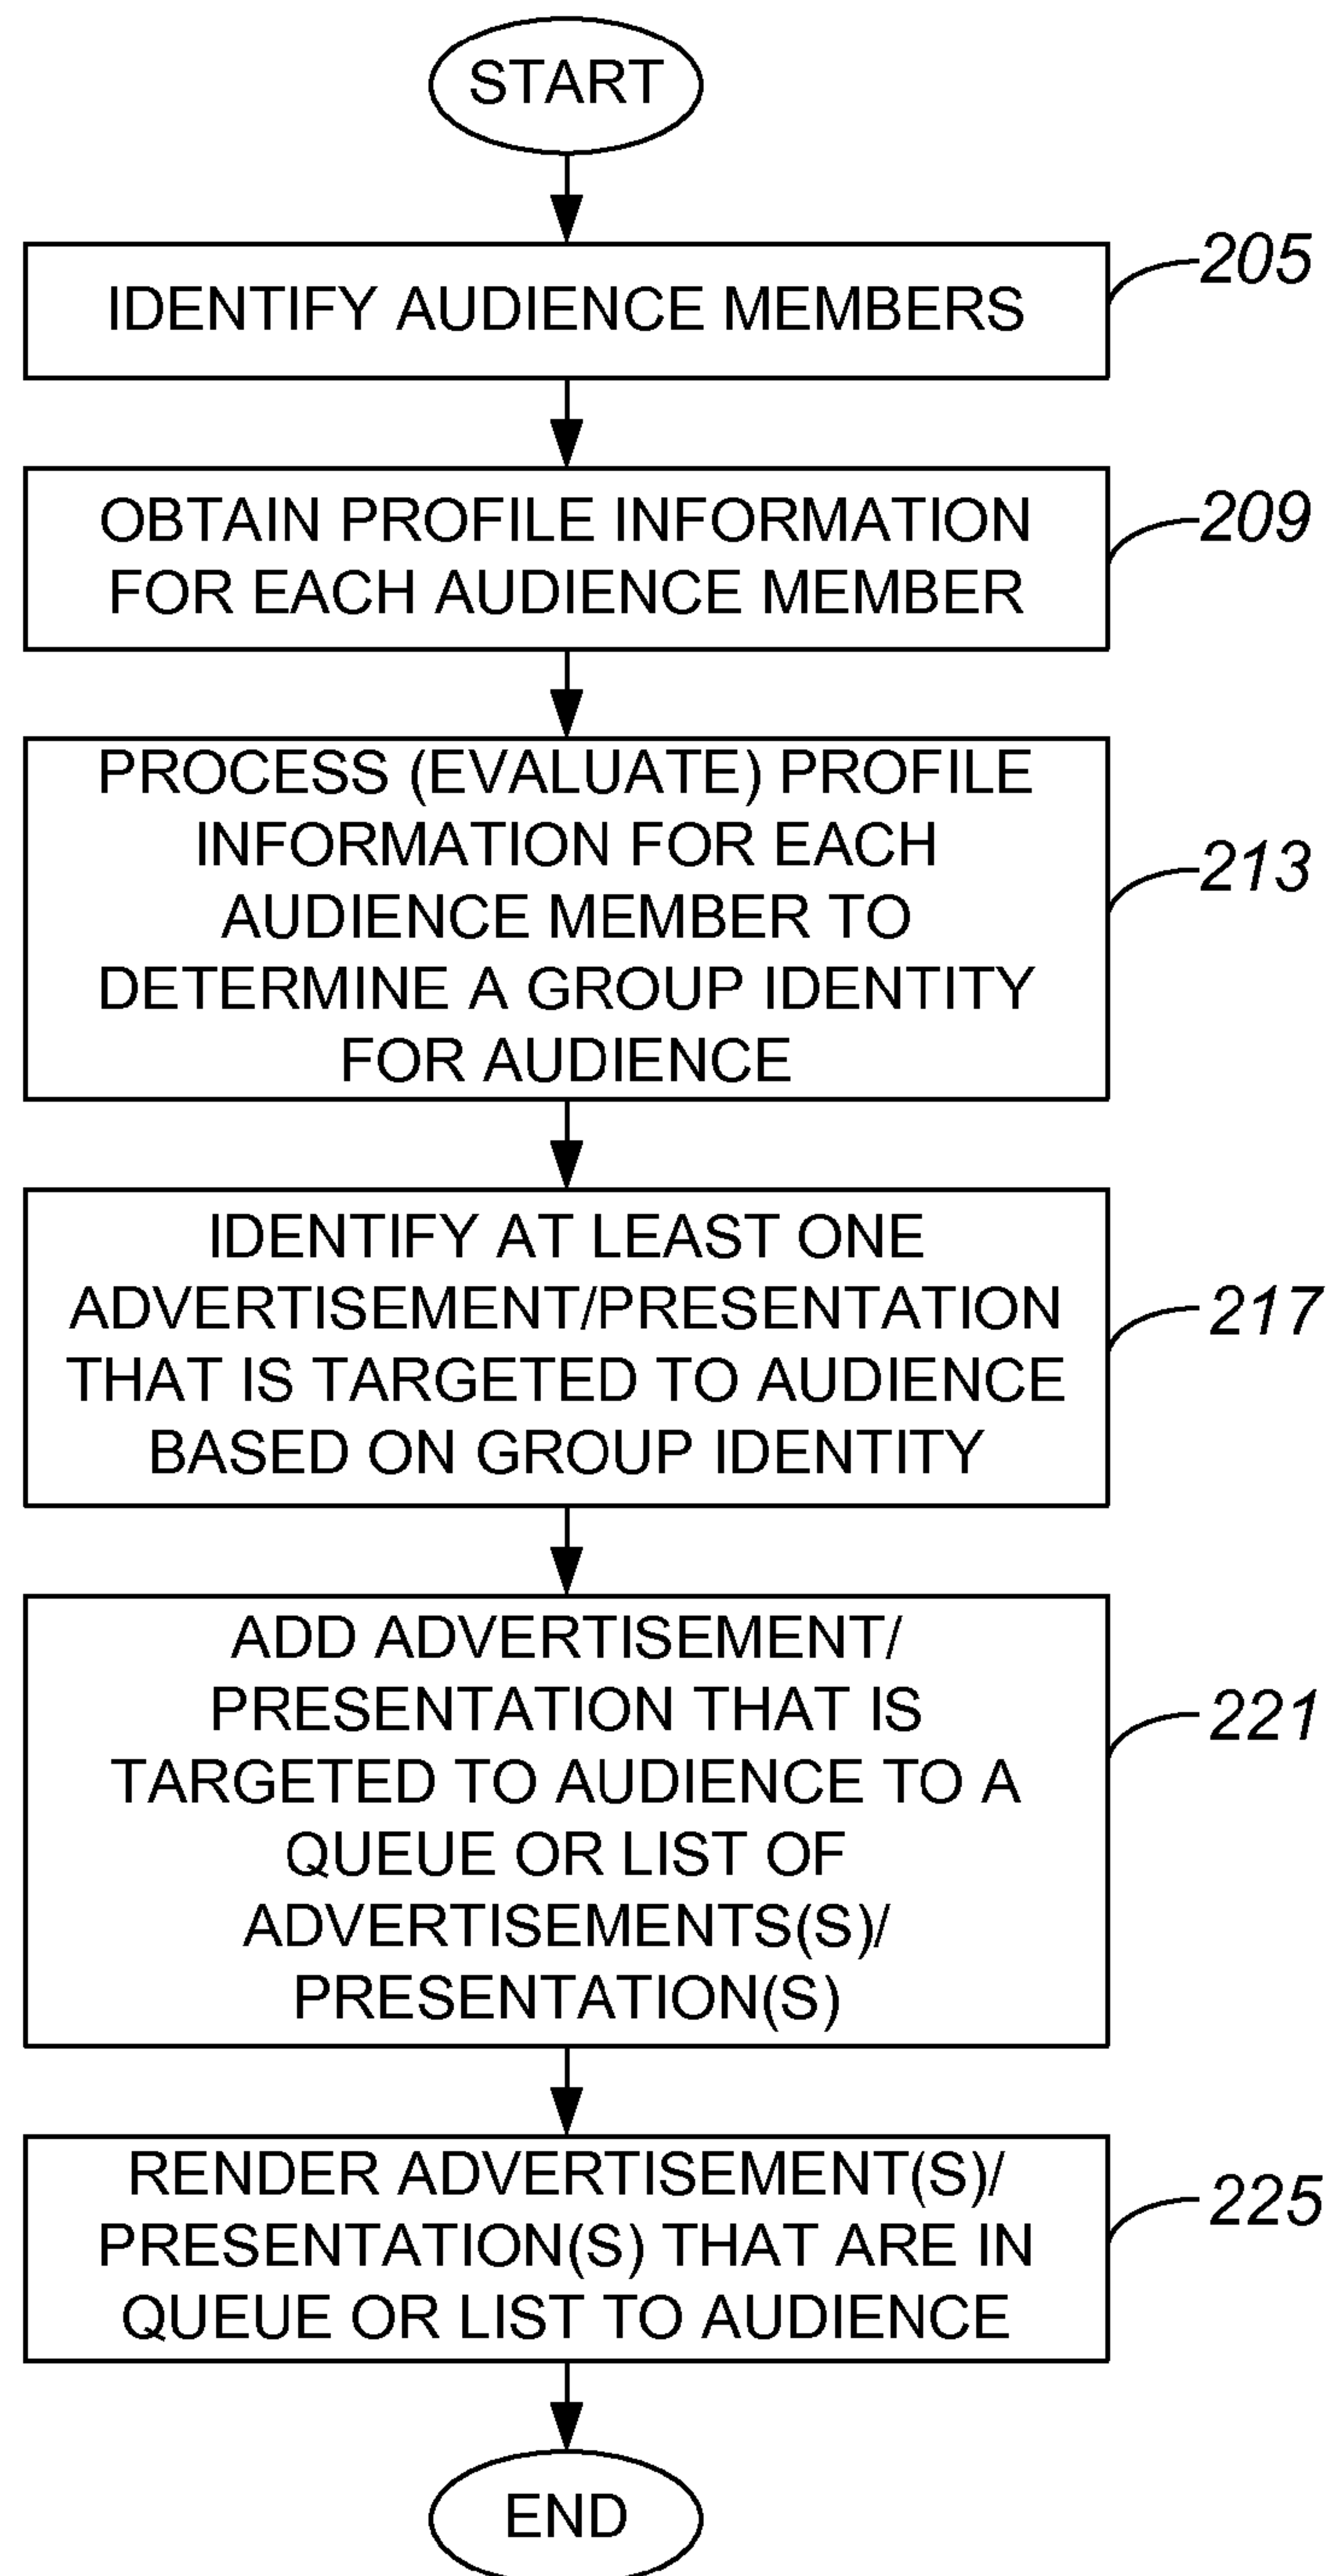 START
IDENTIFY AUDIENCE MEMBERS
205
OBTAIN PROFILE INFORMATION
FOR EACH AUDIENCE MEMBER
209
PROCESS (EVALUATE) PROFILE
INFORMATION FOR EACH
AUDIENCE MEMBER TO
DETERMINE A GROUP IDENTITY
FOR AUDIENCE
213
IDENTIFY AT LEAST ONE
ADVERTISEMENT/PRESENTATION
THAT IS TARGETED TO AUDIENCE
BASED ON GROUP IDENTITY
217
ADD ADVERTISEMENT/
PRESENTATION THAT IS
TARGETED TO AUDIENCE TO A
QUEUE OR LIST OF
ADVERTISEMENTS(S)/
PRESENTATION(S)
221
RENDER ADVERTISEMENT(S)/
PRESENTATION(S) THAT ARE IN
QUEUE OR LIST TO AUDIENCE
225
END